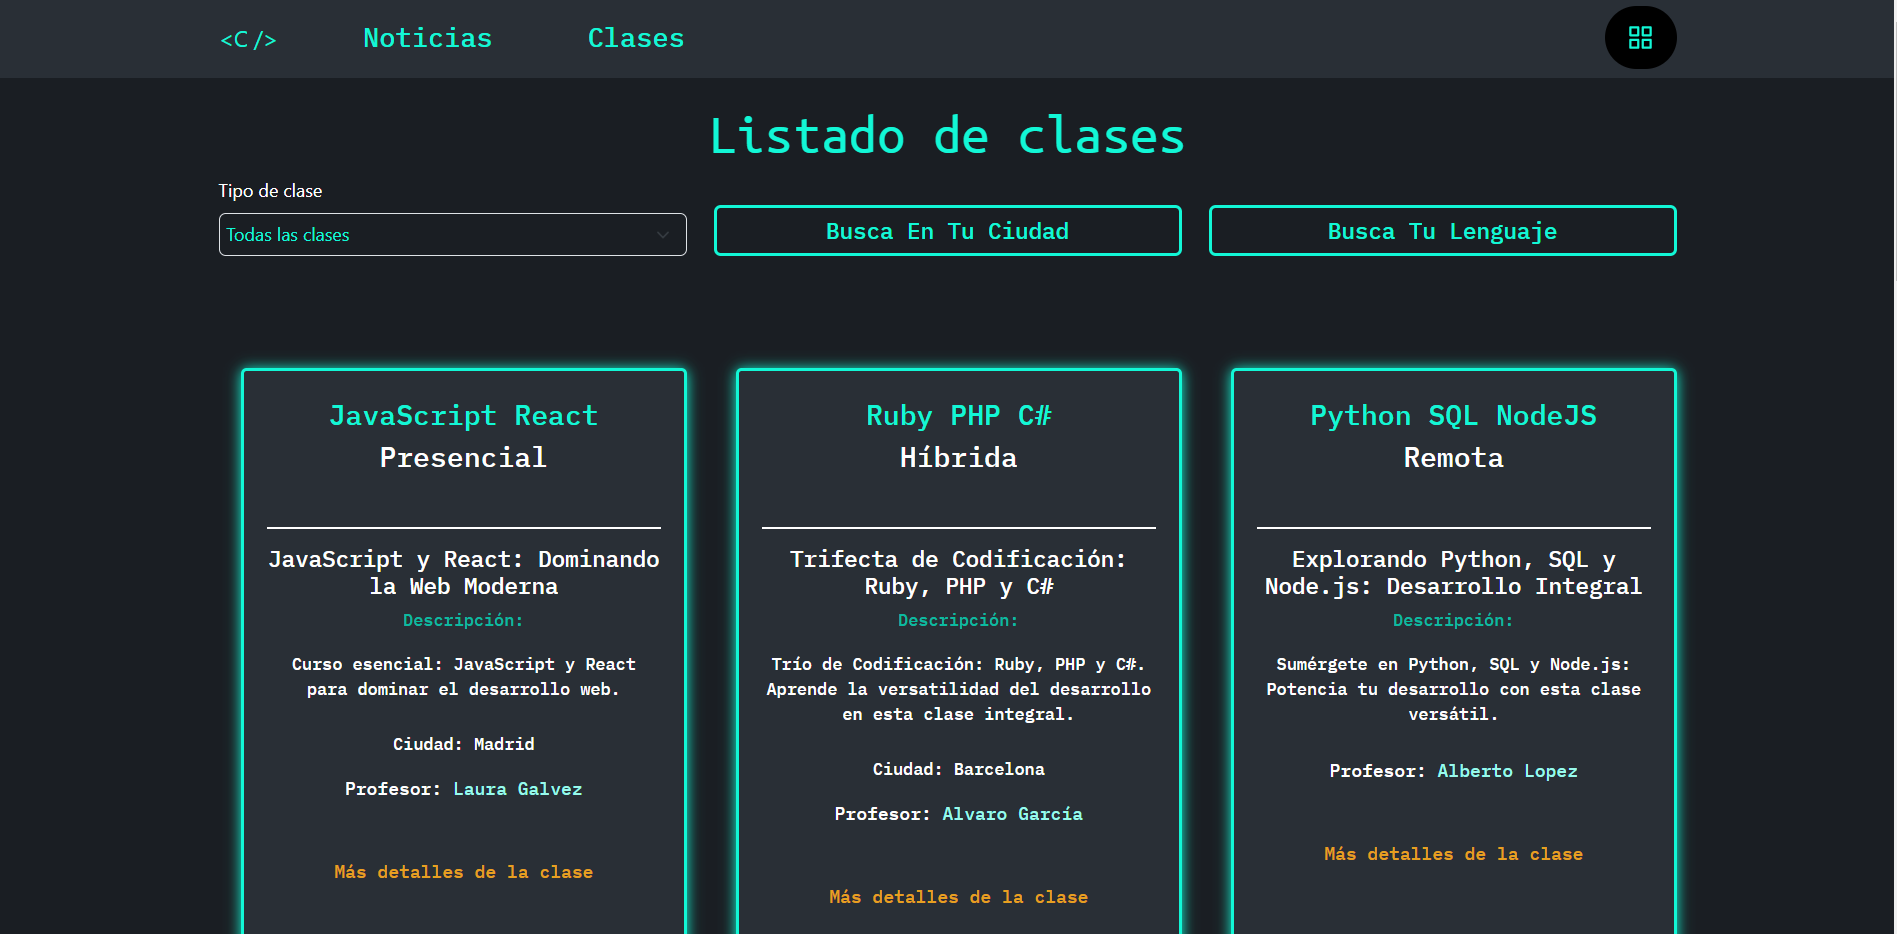 <C />
Noticias
Clases
Listado de clases
Tipo de clase
Todas las clases
Busca En Tu Ciudad
Busca Tu Lenguaje
JavaScript React
Presencial
JavaScript y React: Dominando
la Web Moderna
Descripción:
Curso esencial: JavaScript y React
para dominar el desarrollo web.
Ciudad: Madrid
Profesor: Laura Galvez
Más detalles de la clase
Ruby PHP C#
Híbrida
Trifecta de Codificación:
Ruby, PHP y C#
Descripción:
Trío de Codificación: Ruby, PHP y C#.
Aprende la versatilidad del desarrollo
en esta clase integral.
Ciudad: Barcelona
Profesor: Alvaro García
Más detalles de la clase
Python SQL NodeJS
Remota
Explorando Python, SQL y
Node.js: Desarrollo Integral
Descripción:
Sumérgete en Python, SQL y Node.js:
Potencia tu desarrollo con esta clase
versátil.
Profesor: Alberto Lopez
Más detalles de la clase